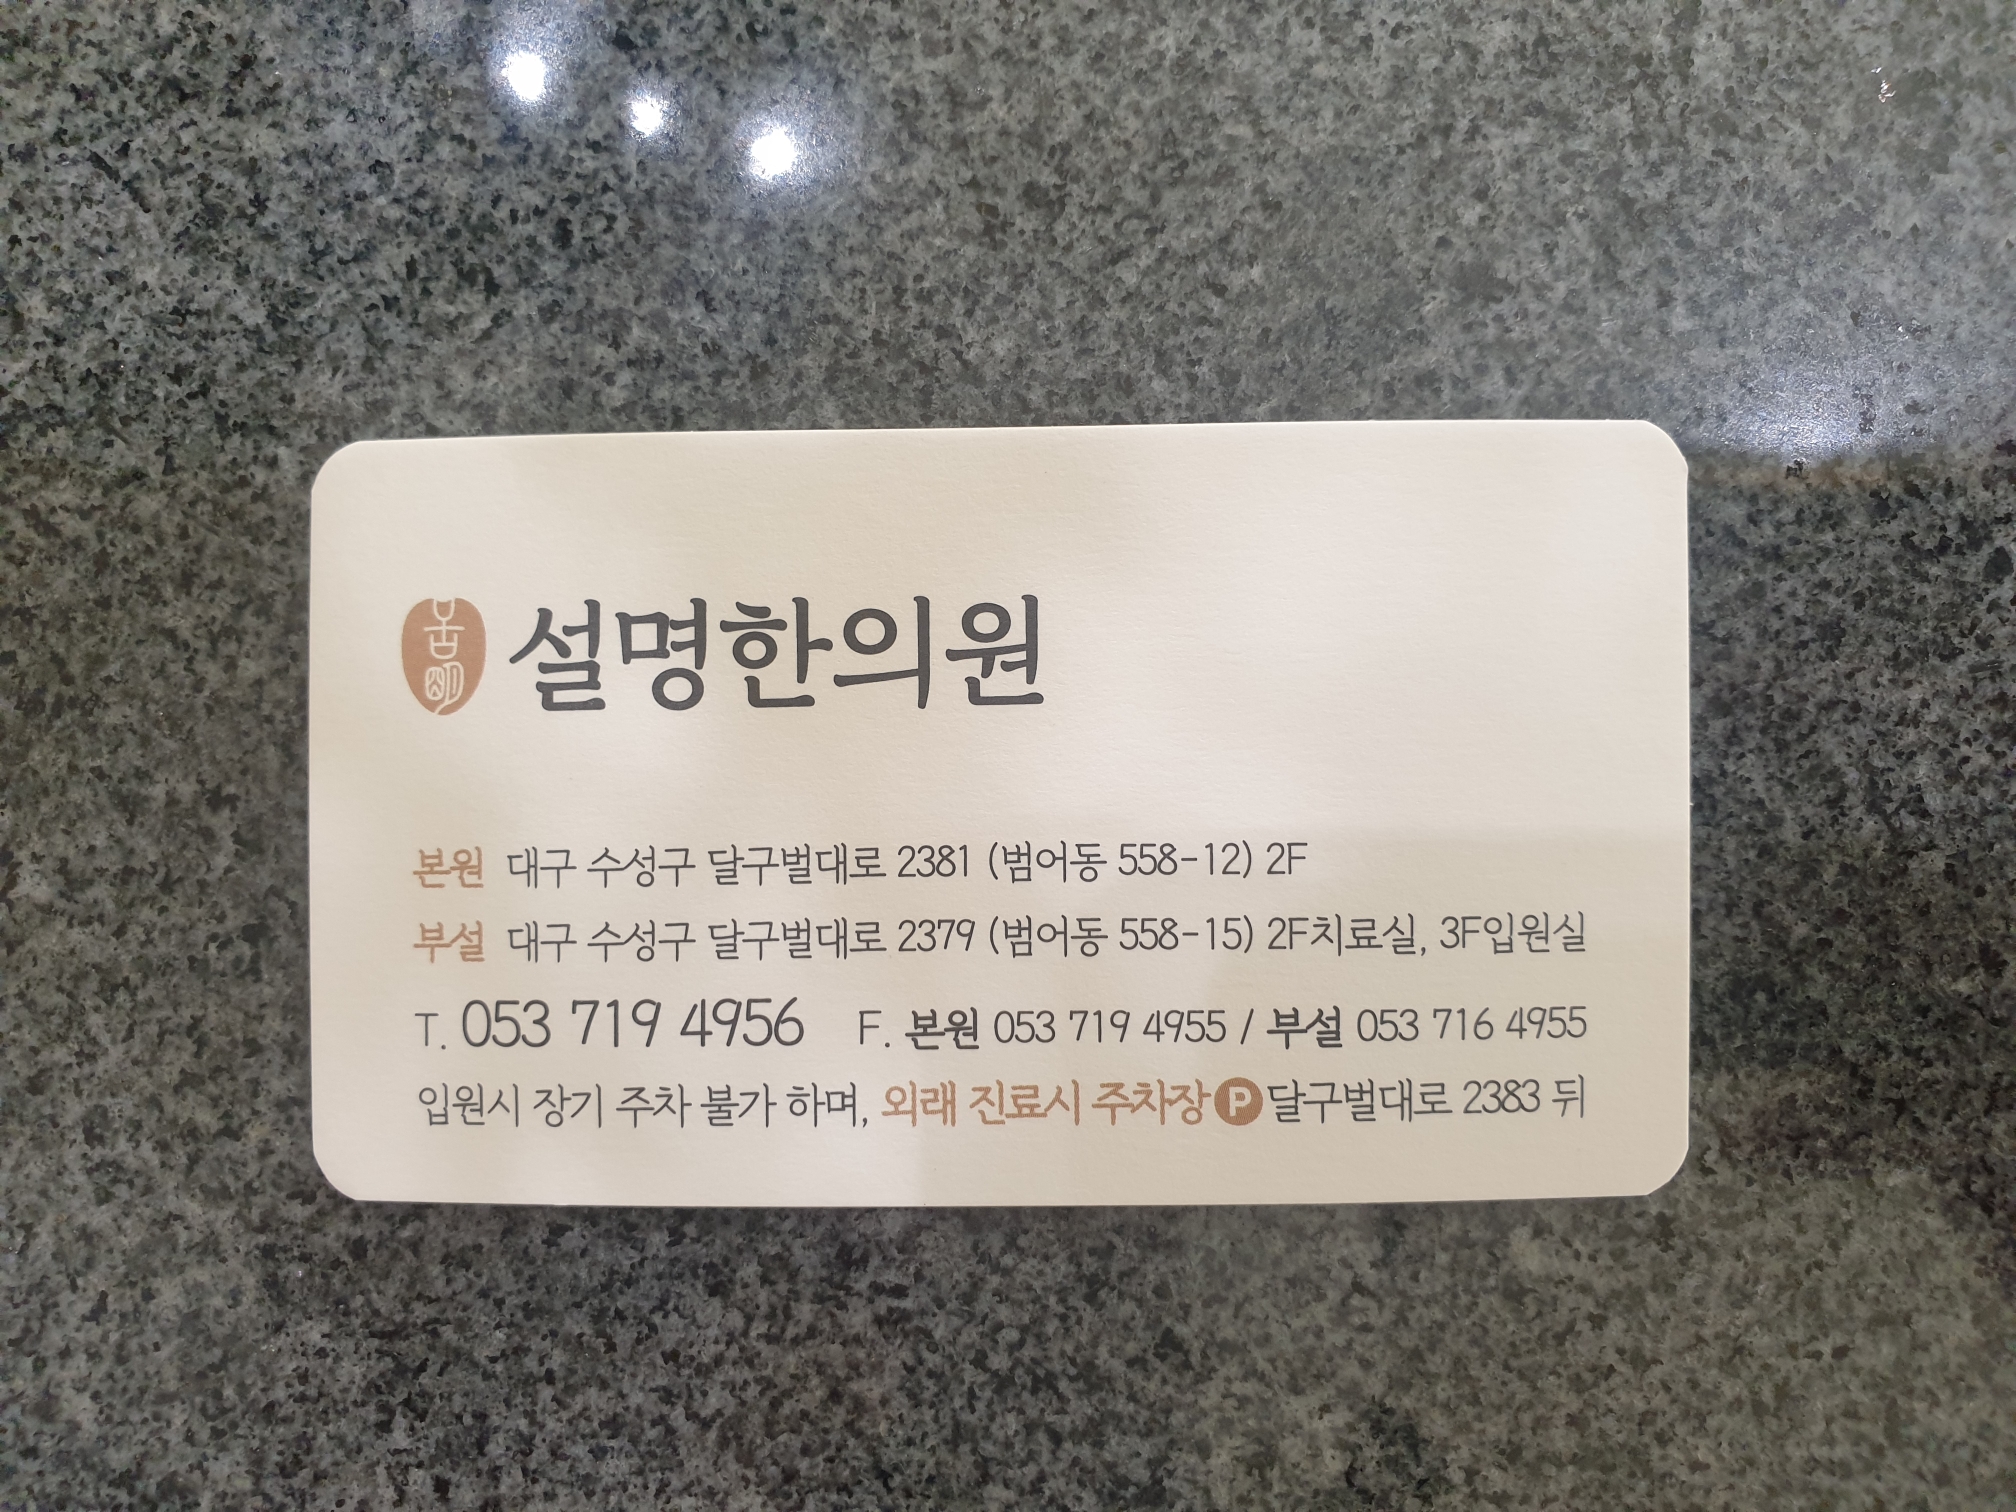 설명한의원
본원 대구 수성구 달구벌대로 2381 (범어동 558-12) 2F
부설 대구 수성구 달구벌대로 2379 (범어동 558-15) 2F치료실, 3F입원실
T. 053 719 4956 F. 본원 053 719 4955 / 부설 053 716 4955
입원시 장기 주차 불가 하며, 외래 진료시 주차장 P 달구벌대로 2383 뒤